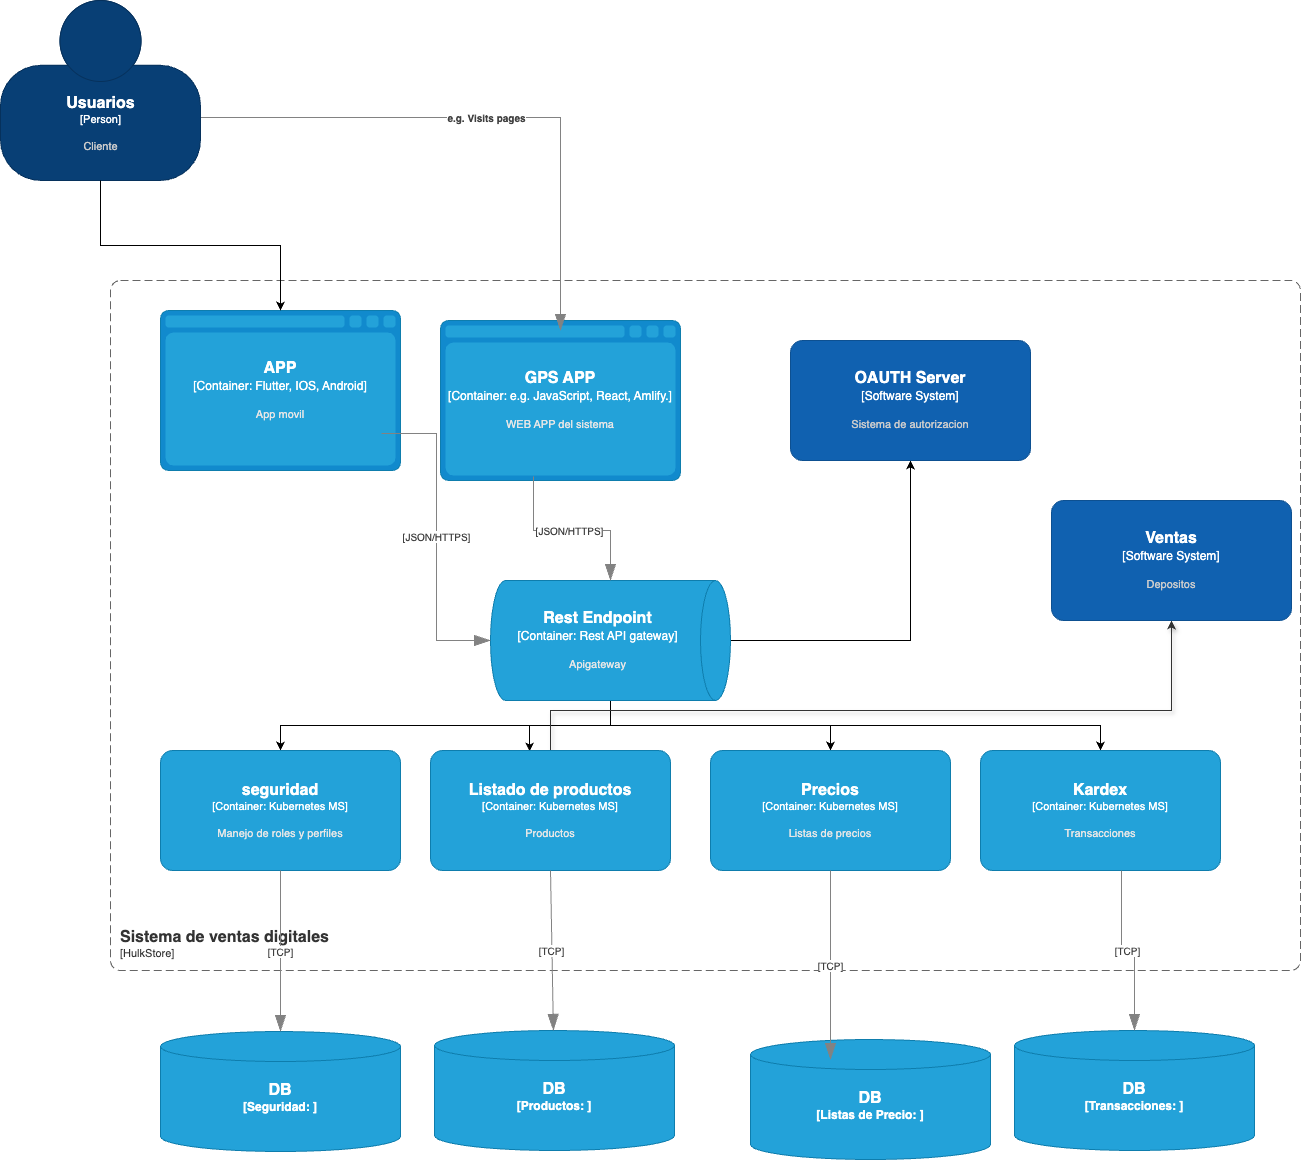 Usuarios
[Person]
Cliente
e.g. Visits pages
APP
[Container: Flutter, IOS, Android]
App movil
GPS APP
[Container: e.g. JavaScript, React, Amlify.]
WEB APP del sistema
OAUTH Server
[Software System]
Sistema de autorizacion
[JSON/HTTPS]
[JSON/HTTPS]
Ventas
[Software System]
Depositos
Rest Endpoint
[Container: Rest API gateway]
Apigateway
seguridad
[Container: Kubernetes MS]
Manejo de roles y perfiles
Listado de productos
[Container: Kubernetes MS]
Productos
Precios
[Container: Kubernetes MS]
Listas de precios
Kardex
[Container: Kubernetes MS]
Transacciones
Sistema de ventas digitales
[HulkStore]
[TCP]
[TCP]
[TCP]
[TCP]
DB
[Seguridad: ]
DB
[Productos: ]
DB
[Listas de Precio: ]
DB
[Transacciones: ]